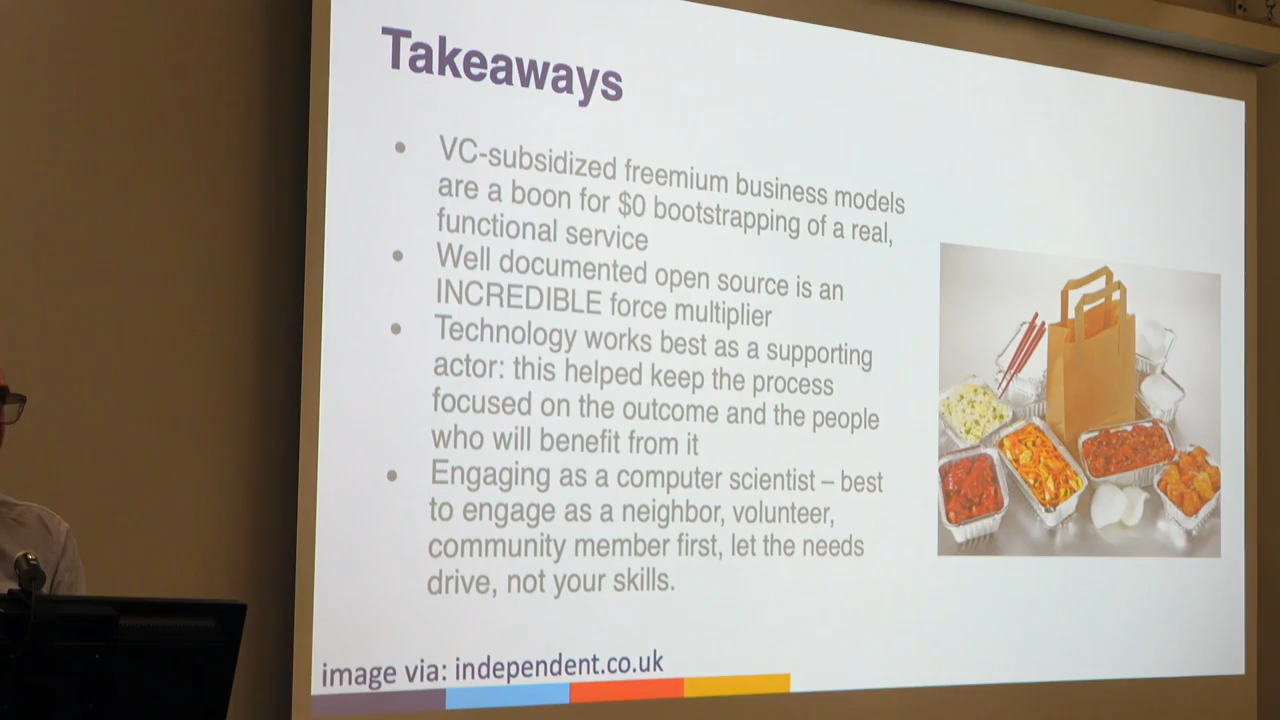 Takeaways
VC-subsidized freemium business models
are a boon for $0 bootstrapping of a real,
functional service
Well documented open source is an
INCREDIBLE force multiplier
Technology works best as a supporting
actor: this helped keep the process
focused on the outcome and the people
who will benefit from it
Engaging as a computer scientist – best
to engage as a neighbor, volunteer,
community member first, let the needs
drive, not your skills.
image via: independent.co.uk